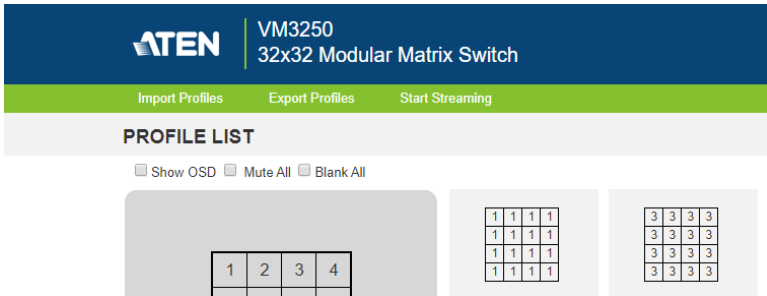 ATEN
VM3250
32x32 Modular Matrix Switch
Import Profiles Export Profiles Start Streaming
PROFILE LIST
Show OSD Mute All Blank All
1 2 3 4
1 1 1 1
1 1 1 1
1 1 1 1
1 1 1 1
3 3 3 3
3 3 3 3
3 3 3 3
3 3 3 3